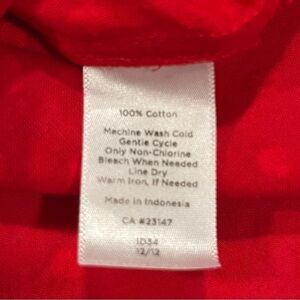 100% Cotton
Machine Wash Cold
Gentle Cycle
Only Non-Chlorine
Bleach When Needed
Line Dry
Warm Iron, If Needed
Made in Indonesia
CA #23147
ID34
12/12